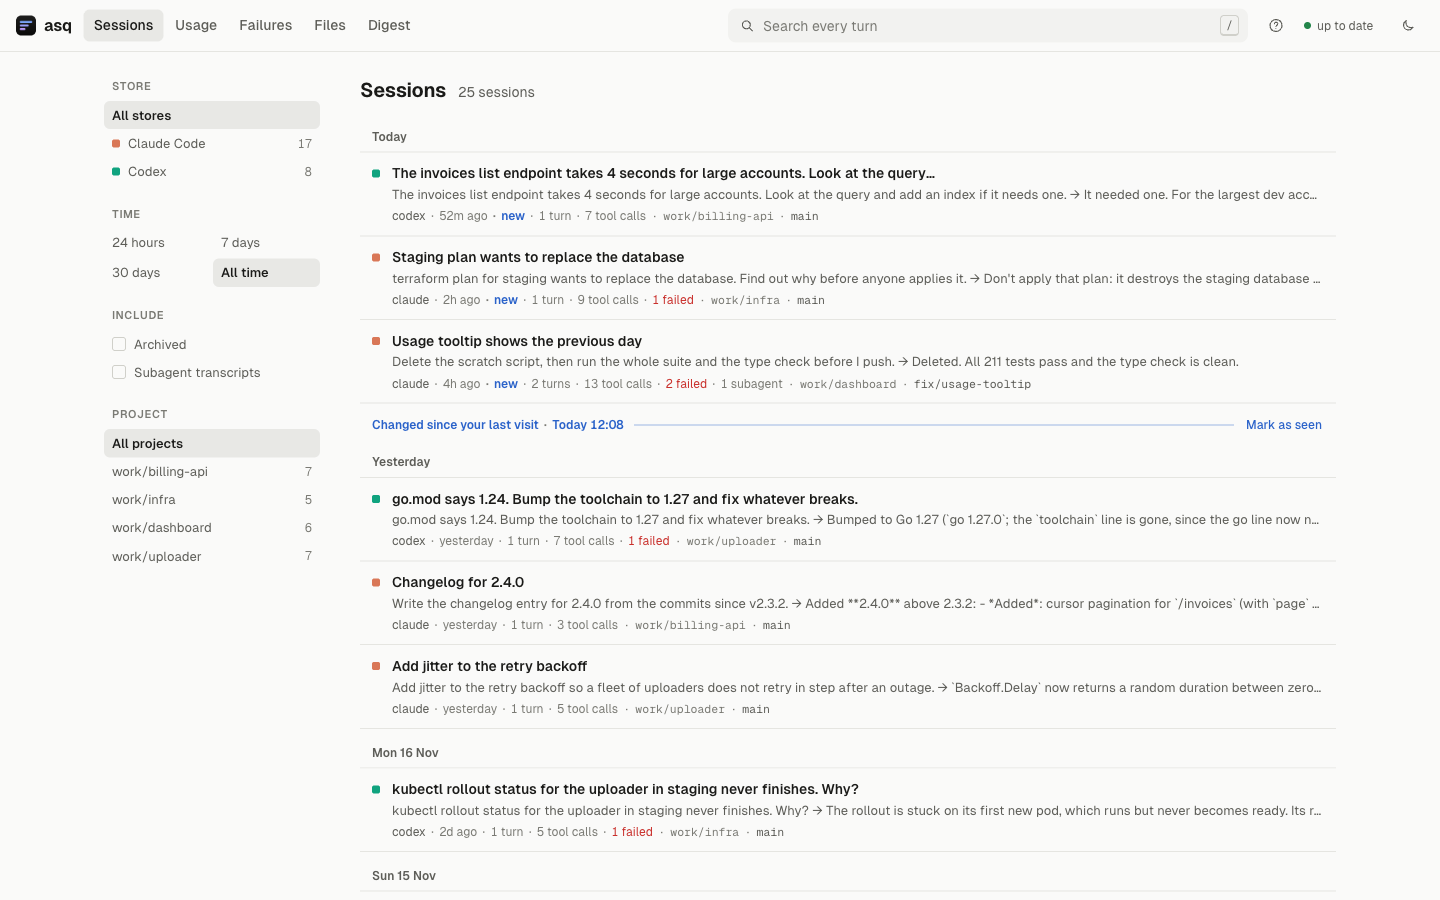 asq Sessions Usage Failures Files Digest Search every turn / up to date
STORE
All stores
Claude Code 17
Codex 8
TIME
24 hours 7 days
30 days All time
INCLUDE
Archived
Subagent transcripts
PROJECT
All projects
work/billing-api 7
work/infra 5
work/dashboard 6
work/uploader 7
Sessions 25 sessions
Today
The invoices list endpoint takes 4 seconds for large accounts. Look at the query…
The invoices list endpoint takes 4 seconds for large accounts. Look at the query and add an index if it needs one. → It needed one. For the largest dev acc…
codex · 52m ago · new · 1 turn · 7 tool calls · work/billing-api · main
Staging plan wants to replace the database
terraform plan for staging wants to replace the database. Find out why before anyone applies it. → Don't apply that plan: it destroys the staging database …
claude · 2h ago · new · 1 turn · 9 tool calls · 1 failed · work/infra · main
Usage tooltip shows the previous day
Delete the scratch script, then run the whole suite and the type check before I push. → Deleted. All 211 tests pass and the type check is clean.
claude · 4h ago · new · 2 turns · 13 tool calls · 2 failed · 1 subagent · work/dashboard · fix/usage-tooltip
Changed since your last visit · Today 12:08 Mark as seen
Yesterday
go.mod says 1.24. Bump the toolchain to 1.27 and fix whatever breaks.
go.mod says 1.24. Bump the toolchain to 1.27 and fix whatever breaks. → Bumped to Go 1.27 (`go 1.27.0`; the `toolchain` line is gone, since the go line now n…
codex · yesterday · 1 turn · 7 tool calls · 1 failed · work/uploader · main
Changelog for 2.4.0
Write the changelog entry for 2.4.0 from the commits since v2.3.2. → Added **2.4.0** above 2.3.2: - *Added*: cursor pagination for `/invoices` (with `page` …
claude · yesterday · 1 turn · 3 tool calls · work/billing-api · main
Add jitter to the retry backoff
Add jitter to the retry backoff so a fleet of uploaders does not retry in step after an outage. → `Backoff.Delay` now returns a random duration between zero…
claude · yesterday · 1 turn · 5 tool calls · work/uploader · main
Mon 16 Nov
kubectl rollout status for the uploader in staging never finishes. Why?
kubectl rollout status for the uploader in staging never finishes. Why? → The rollout is stuck on its first new pod, which runs but never becomes ready. Its r…
codex · 2d ago · 1 turn · 5 tool calls · 1 failed · work/infra · main
Sun 15 Nov